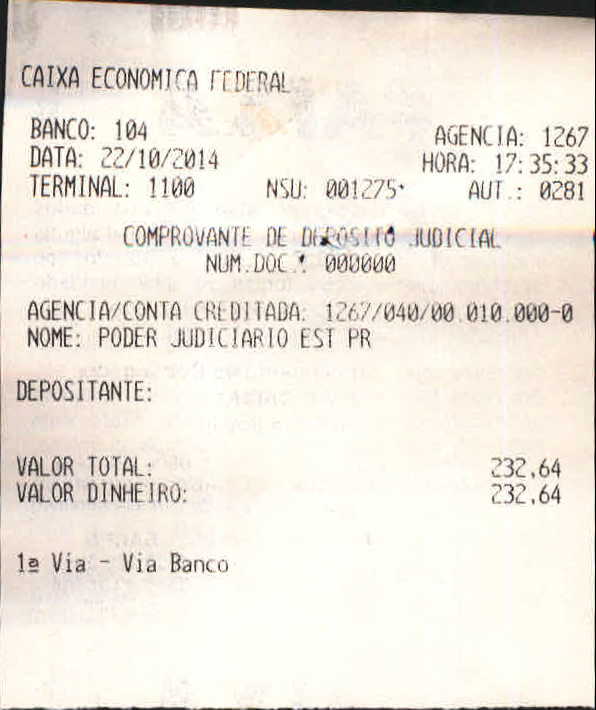 CAIXA ECONOMICA FEDERAL
BANCO: 104 AGENCIA: 1267
DATA: 22/10/2014 HORA: 17:35:33
TERMINAL: 1100 NSU: 001275 AUT.: 0281
COMPROVANTE DE DEPOSITO JUDICIAL
NUM.DOC.: 000000
AGENCIA/CONTA CREDITADA: 1267/040/00.010.000-0
NOME: PODER JUDICIARIO EST PR
DEPOSITANTE:
VALOR TOTAL: 232,64
VALOR DINHEIRO: 232,64
1ª Via - Via Banco